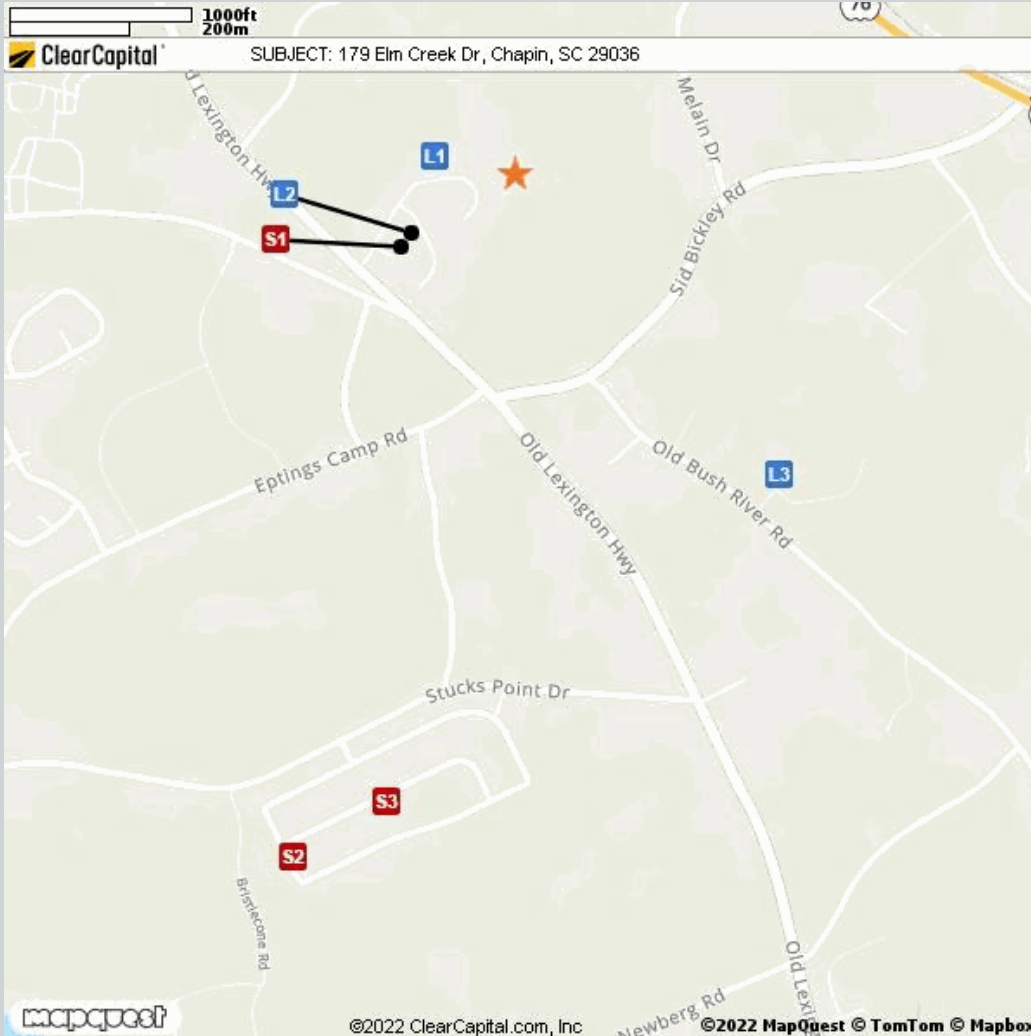 1000ft
200m
76
ClearCapital
SUBJECT: 179 Elm Creek Dr, Chapin, SC 29036
d Lexington Hw
Melain Dr
L1
L2
S1
Sid Bickley Rd
Eptings Camp Rd
Old Lexington Hwy
Old Bush River Rd
L3
Stucks Point Dr
S3
S2
Bristlecone Rd
Old Lexing
Newberg Rd
mapquest
©2022 ClearCapital.com, Inc
©2022 MapQuest © TomTom © Mapbox